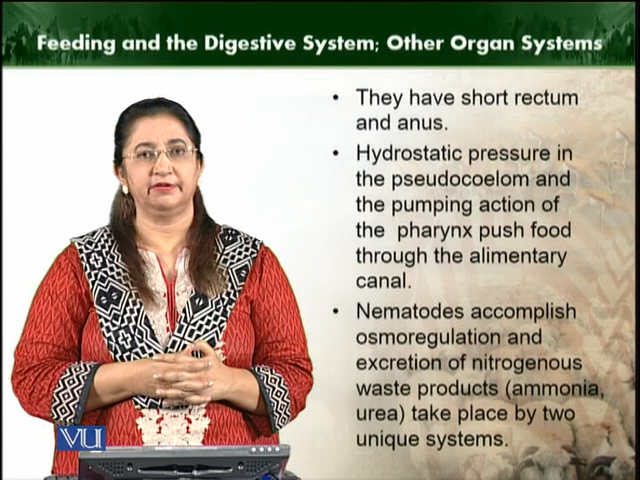 Feeding and the Digestive System; Other Organ Systems
• They have short rectum
and anus.
• Hydrostatic pressure in
the pseudocoelom and
the pumping action of
the pharynx push food
through the alimentary
canal.
• Nematodes accomplish
osmoregulation and
excretion of nitrogenous
waste products (ammonia,
urea) take place by two
unique systems.
VU